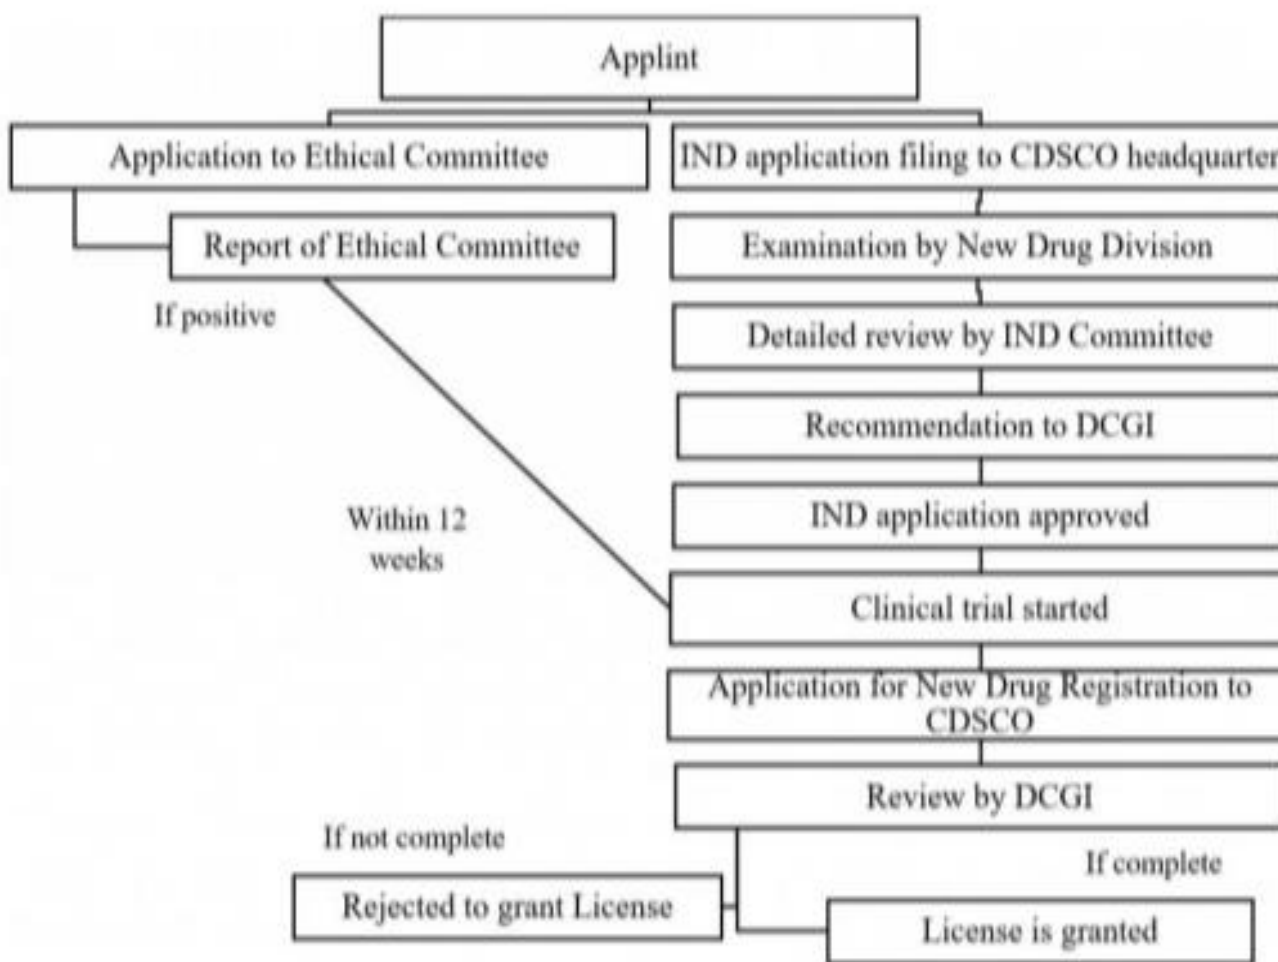 Applint
Application to Ethical Committee
IND application filing to CDSCO headquarter
Report of Ethical Committee
Examination by New Drug Division
If positive
Detailed review by IND Committee
Recommendation to DCGI
Within 12
weeks
IND application approved
Clinical trial started
Application for New Drug Registration to
CDSCO
Review by DCGI
If not complete
If complete
Rejected to grant License
License is granted